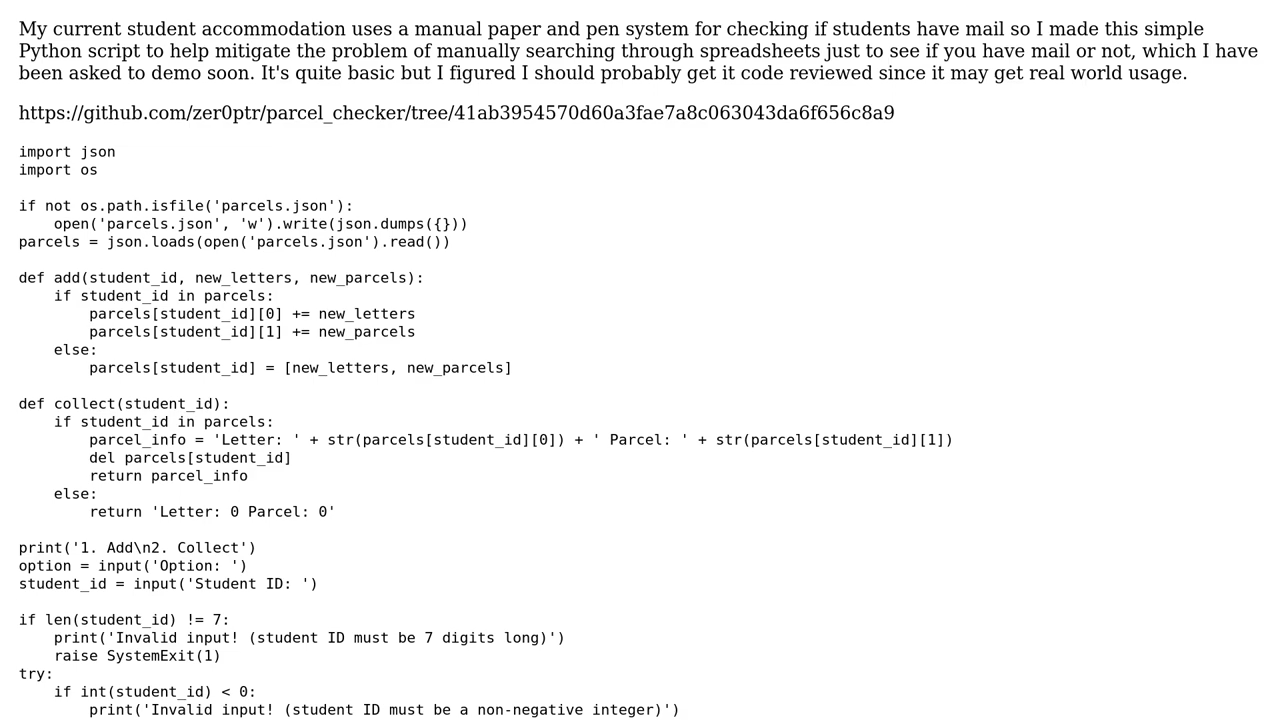 My current student accommodation uses a manual paper and pen system for checking if students have mail so I made this simple
Python script to help mitigate the problem of manually searching through spreadsheets just to see if you have mail or not, which I have
been asked to demo soon. It's quite basic but I figured I should probably get it code reviewed since it may get real world usage.
https://github.com/zer0ptr/parcel_checker/tree/41ab3954570d60a3fae7a8c063043da6f656c8a9
import json
import os
if not os.path.isfile('parcels.json'):
    open('parcels.json', 'w').write(json.dumps({}))
parcels = json.loads(open('parcels.json').read())
def add(student_id, new_letters, new_parcels):
    if student_id in parcels:
        parcels[student_id][0] += new_letters
        parcels[student_id][1] += new_parcels
    else:
        parcels[student_id] = [new_letters, new_parcels]
def collect(student_id):
    if student_id in parcels:
        parcel_info = 'Letter: ' + str(parcels[student_id][0]) + ' Parcel: ' + str(parcels[student_id][1])
        del parcels[student_id]
        return parcel_info
    else:
        return 'Letter: 0 Parcel: 0'
print('1. Add\n2. Collect')
option = input('Option: ')
student_id = input('Student ID: ')
if len(student_id) != 7:
    print('Invalid input! (student ID must be 7 digits long)')
    raise SystemExit(1)
try:
    if int(student_id) < 0:
        print('Invalid input! (student ID must be a non-negative integer)')